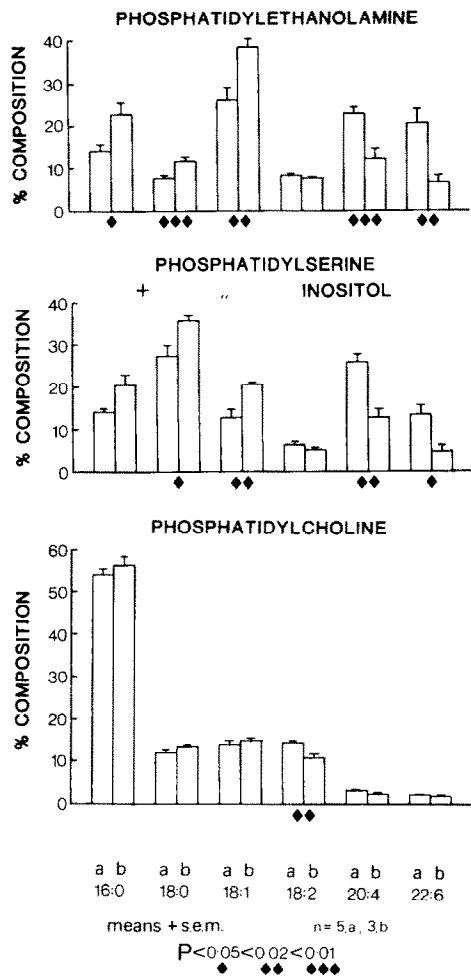 PHOSPHATIDYLETHANOLAMINE
% COMPOSITION
40
30
20
10
0
♦ ♦♦♦ ♦♦ ♦♦♦ ♦♦
PHOSPHATIDYLSERINE
+ ,, INOSITOL
% COMPOSITION
40
30
20
10
0
♦ ♦♦ ♦♦ ♦
PHOSPHATIDYLCHOLINE
% COMPOSITION
60
50
40
30
20
10
0
♦♦
a b a b a b a b a b a b
16:0 18:0 18:1 18:2 20:4 22:6
means + s.e.m. n= 5,a, 3,b
P<0·05<0·02<0·01
♦ ♦♦ ♦♦♦